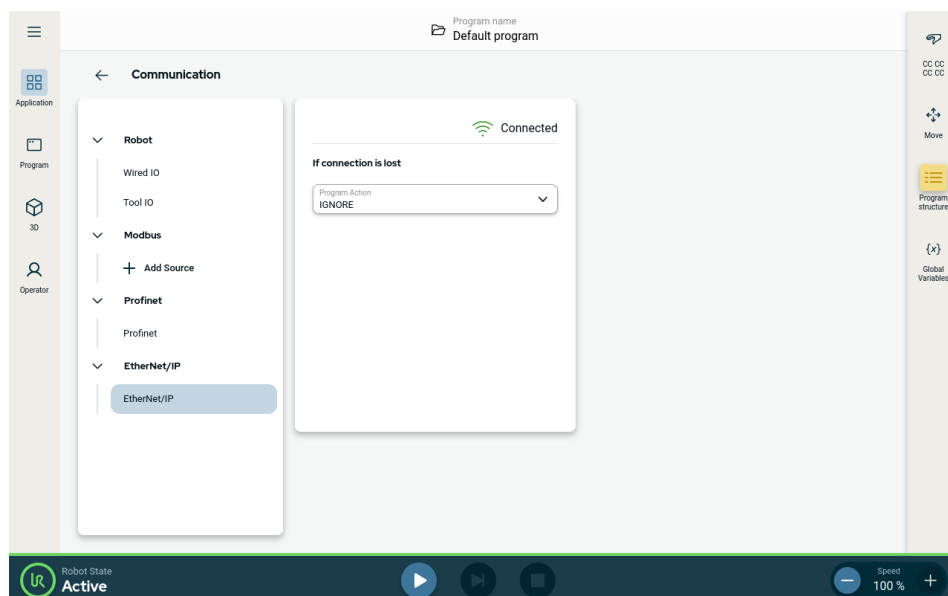 Program name
Default program
Communication
Application
Program
3D
Operator
Robot
Wired IO
Tool IO
Modbus
Add Source
Profinet
Profinet
EtherNet/IP
EtherNet/IP
Connected
If connection is lost
Program Action
IGNORE
CC CC
CC CC
Move
Program
structure
{x}
Global
Variables
UR
Robot State
Active
Speed
100 %